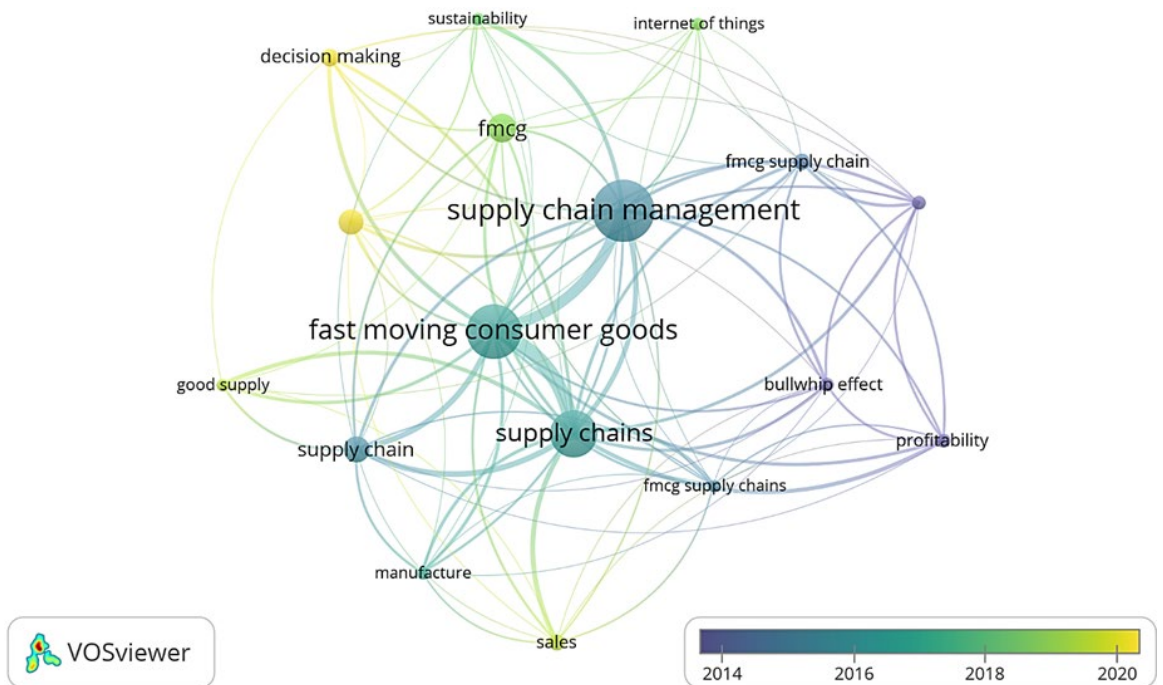 sustainability
internet of things
decision making
fmcg
fmcg supply chain
supply chain management
fast moving consumer goods
good supply
bullwhip effect
supply chains
profitability
supply chain
fmcg supply chains
manufacture
sales
VOSviewer
2014 2016 2018 2020